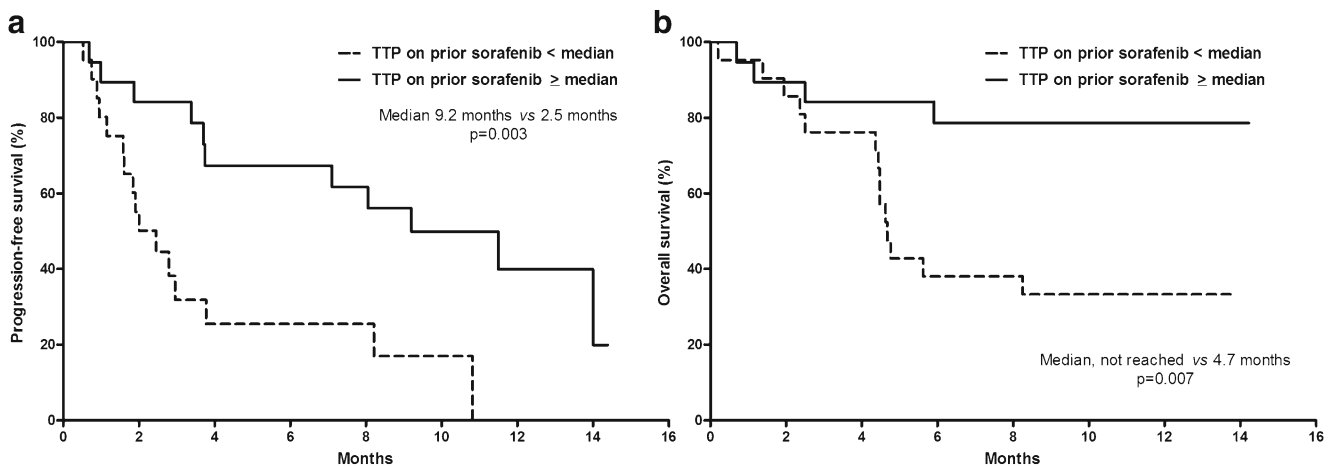 a
TTP on prior sorafenib < median
TTP on prior sorafenib ≥ median
Median 9.2 months vs 2.5 months
p=0.003
Progression-free survival (%)
100
80
60
40
20
0
0 2 4 6 8 10 12 14 16
Months
b
TTP on prior sorafenib < median
TTP on prior sorafenib ≥ median
Overall survival (%)
100
80
60
40
20
0
Median, not reached vs 4.7 months
p=0.007
0 2 4 6 8 10 12 14 16
Months